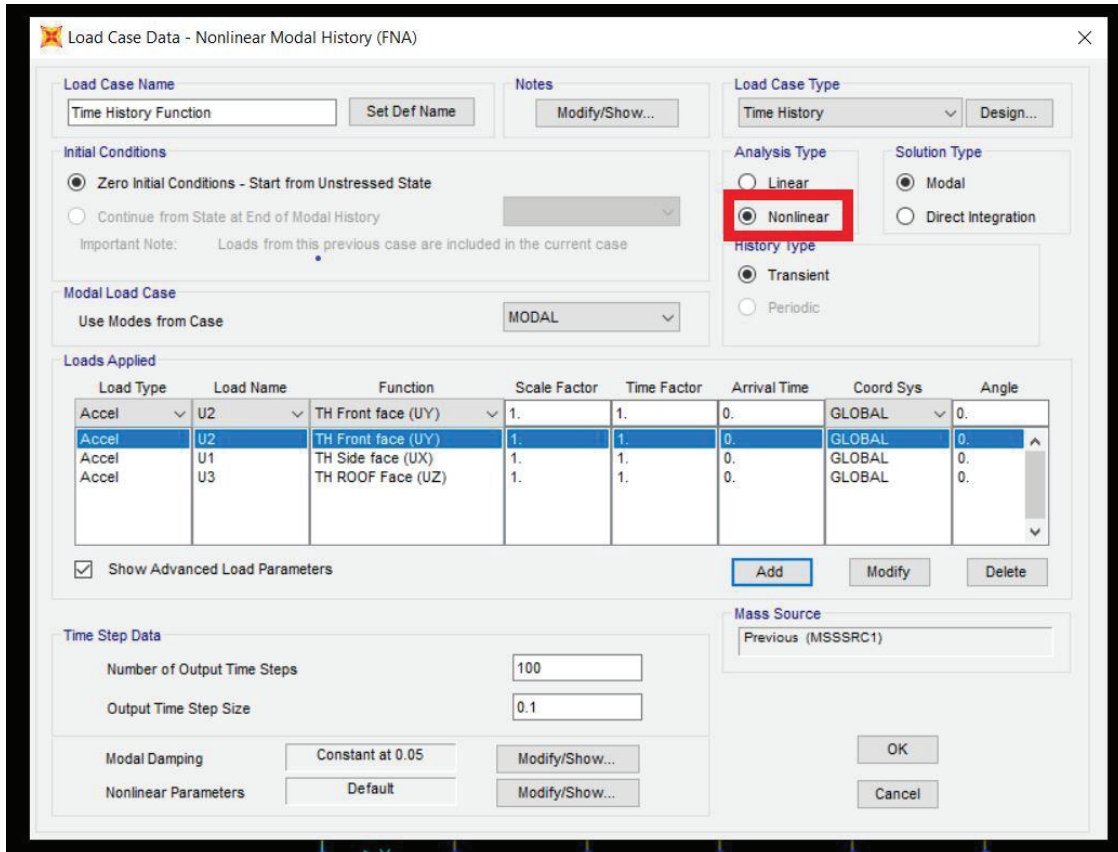 Load Case Data - Nonlinear Modal History (FNA)
Load Case Name
Time History Function
Set Def Name
Notes
Modify/Show...
Load Case Type
Time History
Design...
Initial Conditions
Zero Initial Conditions - Start from Unstressed State
Continue from State at End of Modal History
Important Note: Loads from this previous case are included in the current case
Analysis Type
Linear
Nonlinear
Solution Type
Modal
Direct Integration
History Type
Transient
Periodic
Modal Load Case
Use Modes from Case
MODAL
Loads Applied
Load Type Load Name Function Scale Factor Time Factor Arrival Time Coord Sys Angle
Accel U2 TH Front face (UY) 1. 1. 0. GLOBAL 0.
Accel U2 TH Front face (UY) 1. 1. 0. GLOBAL 0.
Accel U1 TH Side face (UX) 1. 1. 0. GLOBAL 0.
Accel U3 TH ROOF Face (UZ) 1. 1. 0. GLOBAL 0.
Show Advanced Load Parameters
Add
Modify
Delete
Time Step Data
Number of Output Time Steps 100
Output Time Step Size 0.1
Mass Source
Previous (MSSSRC1)
Modal Damping Constant at 0.05 Modify/Show...
Nonlinear Parameters Default Modify/Show...
OK
Cancel